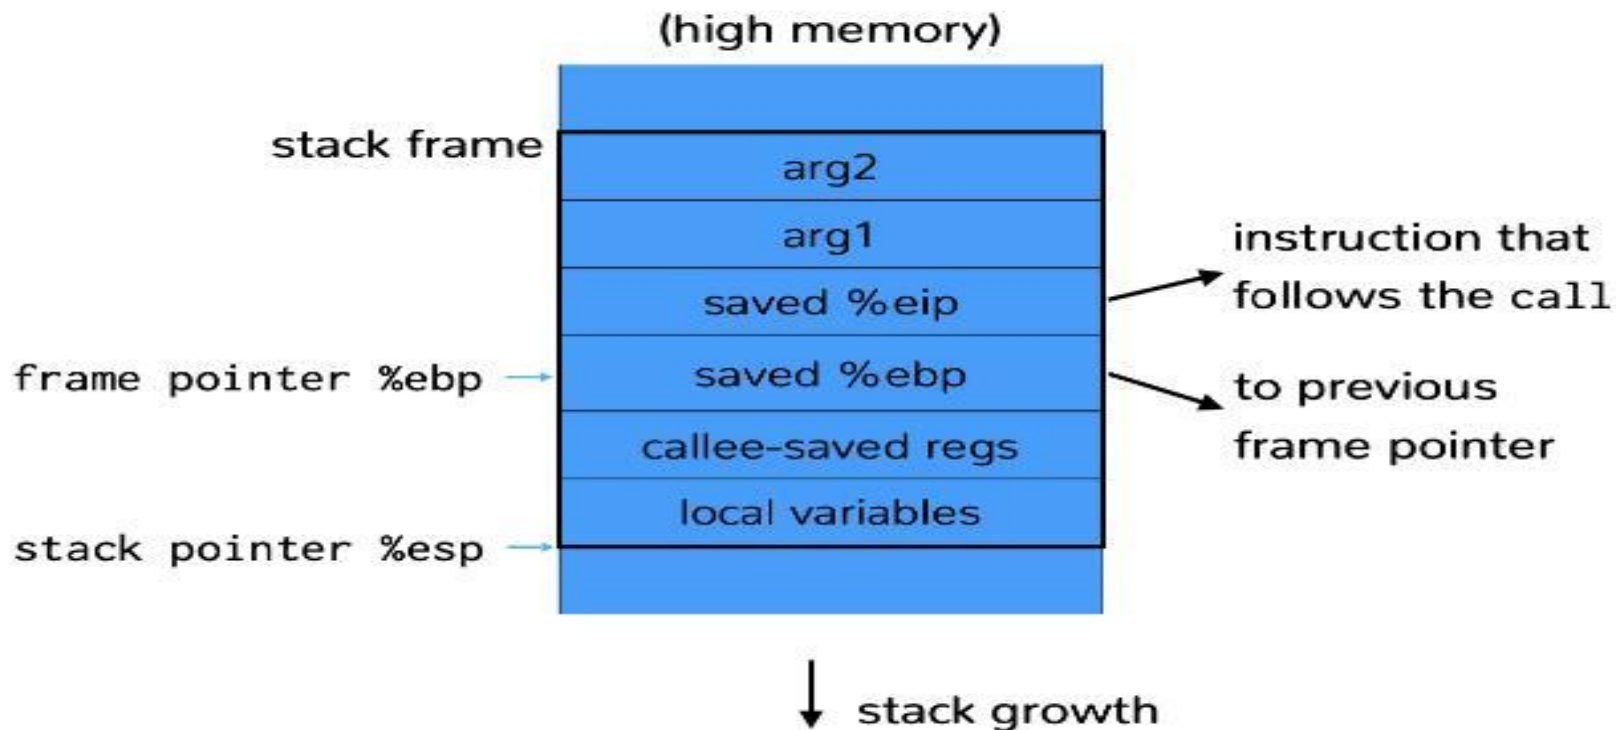 (high memory)
stack frame
arg2
arg1
saved %eip
instruction that
follows the call
frame pointer %ebp
saved %ebp
to previous
frame pointer
callee-saved regs
local variables
stack pointer %esp
stack growth